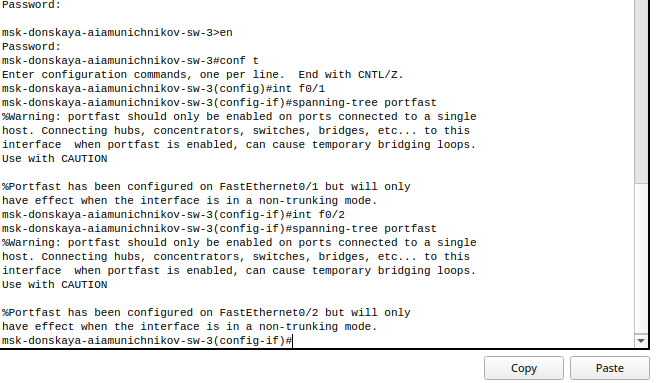 Password:

msk-donskaya-aiamunichnikov-sw-3>en
Password:
msk-donskaya-aiamunichnikov-sw-3#conf t
Enter configuration commands, one per line.  End with CNTL/Z.
msk-donskaya-aiamunichnikov-sw-3(config)#int f0/1
msk-donskaya-aiamunichnikov-sw-3(config-if)#spanning-tree portfast
%Warning: portfast should only be enabled on ports connected to a single
host. Connecting hubs, concentrators, switches, bridges, etc... to this
interface  when portfast is enabled, can cause temporary bridging loops.
Use with CAUTION

%Portfast has been configured on FastEthernet0/1 but will only
have effect when the interface is in a non-trunking mode.
msk-donskaya-aiamunichnikov-sw-3(config-if)#int f0/2
msk-donskaya-aiamunichnikov-sw-3(config-if)#spanning-tree portfast
%Warning: portfast should only be enabled on ports connected to a single
host. Connecting hubs, concentrators, switches, bridges, etc... to this
interface  when portfast is enabled, can cause temporary bridging loops.
Use with CAUTION

%Portfast has been configured on FastEthernet0/2 but will only
have effect when the interface is in a non-trunking mode.
msk-donskaya-aiamunichnikov-sw-3(config-if)#
Copy
Paste